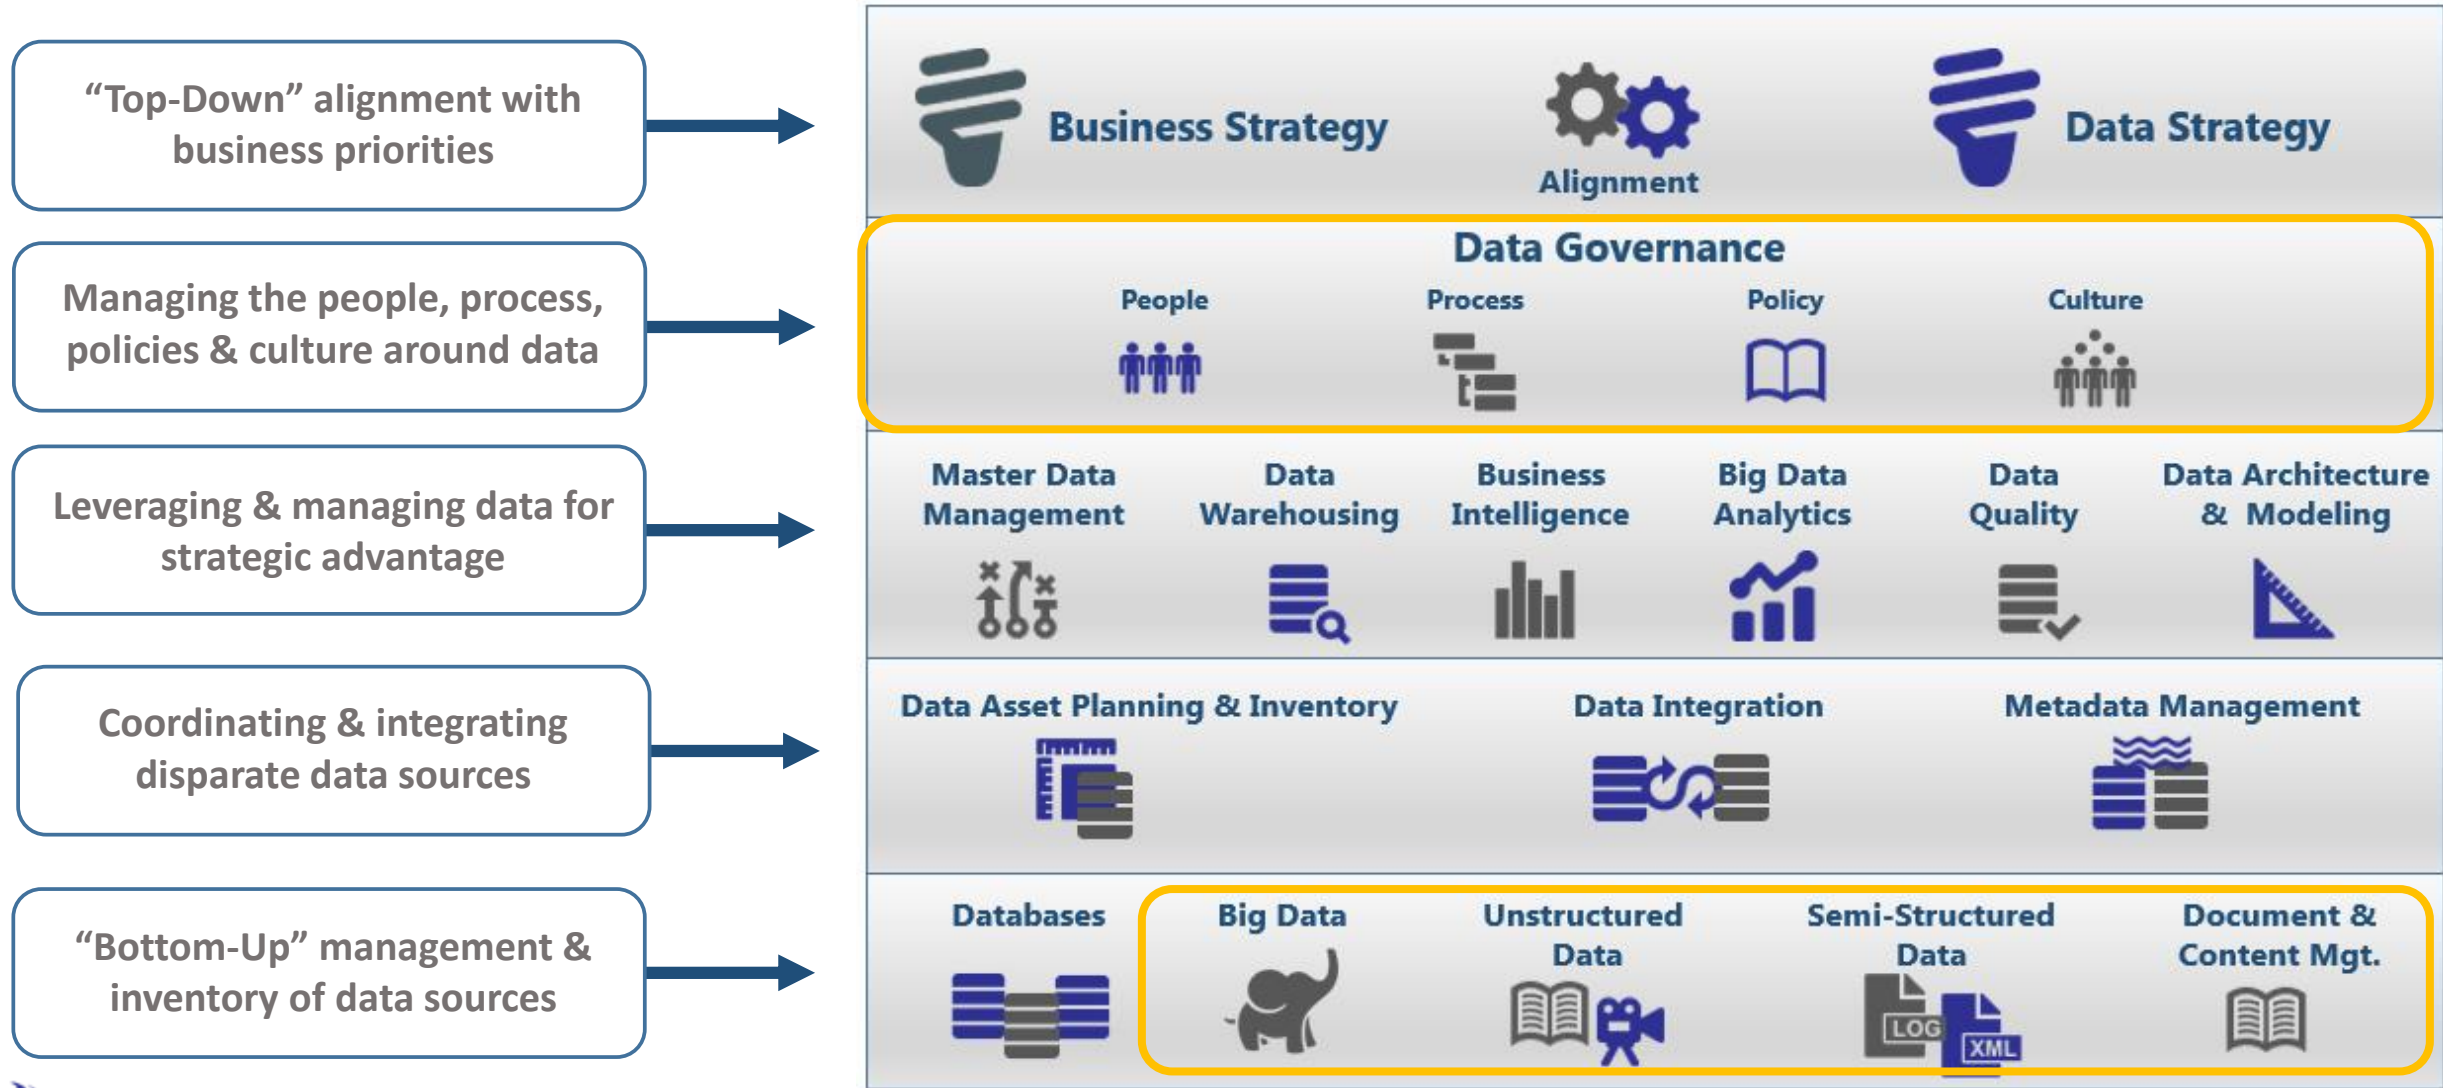 “Top-Down” alignment with
business priorities
Business Strategy
Alignment
Data Strategy
Managing the people, process,
policies & culture around data
Data Governance
People
Process
Policy
Culture
Leveraging & managing data for
strategic advantage
Master Data
Management
Data
Warehousing
Business
Intelligence
Big Data
Analytics
Data
Quality
Data Architecture
& Modeling
Coordinating & integrating
disparate data sources
Data Asset Planning & Inventory
Data Integration
Metadata Management
“Bottom-Up” management &
inventory of data sources
Databases
Big Data
Unstructured
Data
Semi-Structured
Data
LOG
XML
Document &
Content Mgt.